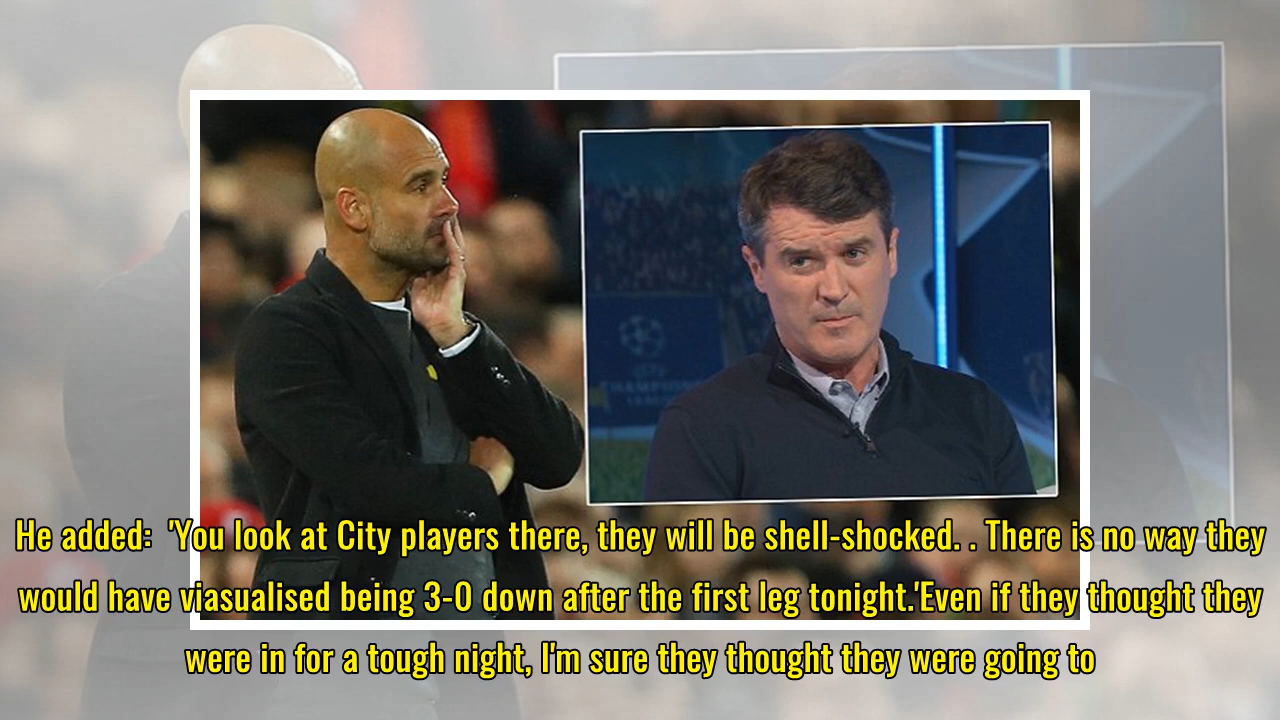 CHAMPIONS
LEAGUE
He added:  'You look at City players there, they will be shell-shocked. . There is no way they
would have viasualised being 3-0 down after the first leg tonight.'Even if they thought they
were in for a tough night, I'm sure they thought they were going to